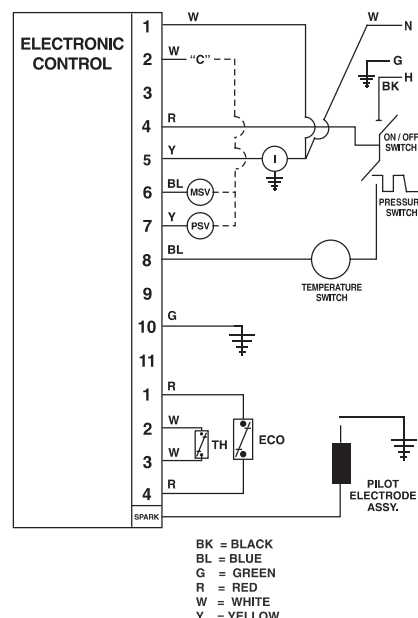 ELECTRONIC
CONTROL
1
W
W
N
2
W
"C"
G
3
BK
H
4
R
ON / OFF
SWITCH
5
Y
I
6
BL
MSV
PRESSURE
SWITCH
7
Y
PSV
8
BL
TEMPERATURE
SWITCH
9
10
G
11
1
R
2
W
TH
ECO
3
W
4
R
SPARK
PILOT
ELECTRODE
ASSY.
BK = BLACK
BL = BLUE
G = GREEN
R = RED
W = WHITE
Y = YELLOW